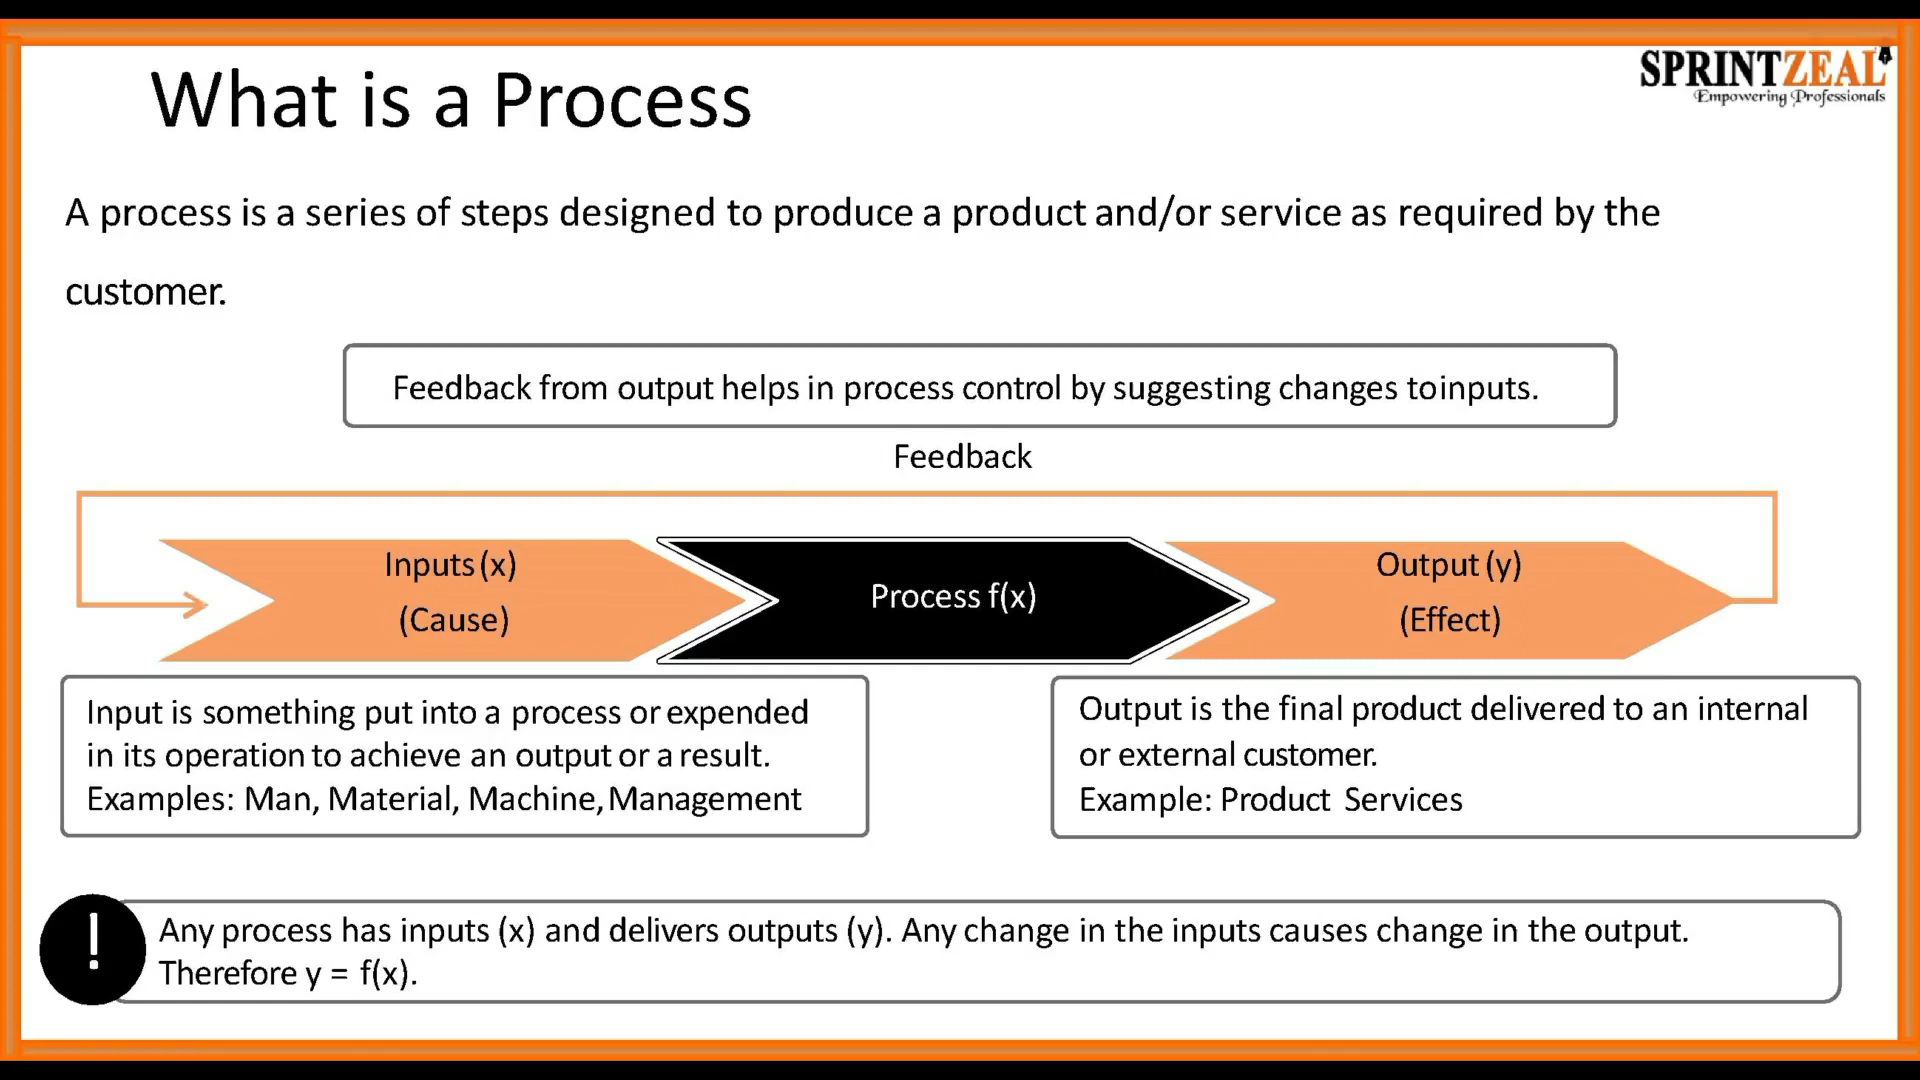 What is a Process
SPRINTZEAL
Empowering Professionals
A process is a series of steps designed to produce a product and/or service as required by the
customer.
Feedback from output helps in process control by suggesting changes toinputs.
Feedback
Inputs (x)
(Cause)
Process f(x)
Output (y)
(Effect)
Input is something put into a process or expended
in its operation to achieve an output or a result.
Examples: Man, Material, Machine, Management
Output is the final product delivered to an internal
or external customer.
Example: Product Services
!
Any process has inputs (x) and delivers outputs (y). Any change in the inputs causes change in the output.
Therefore y = f(x).